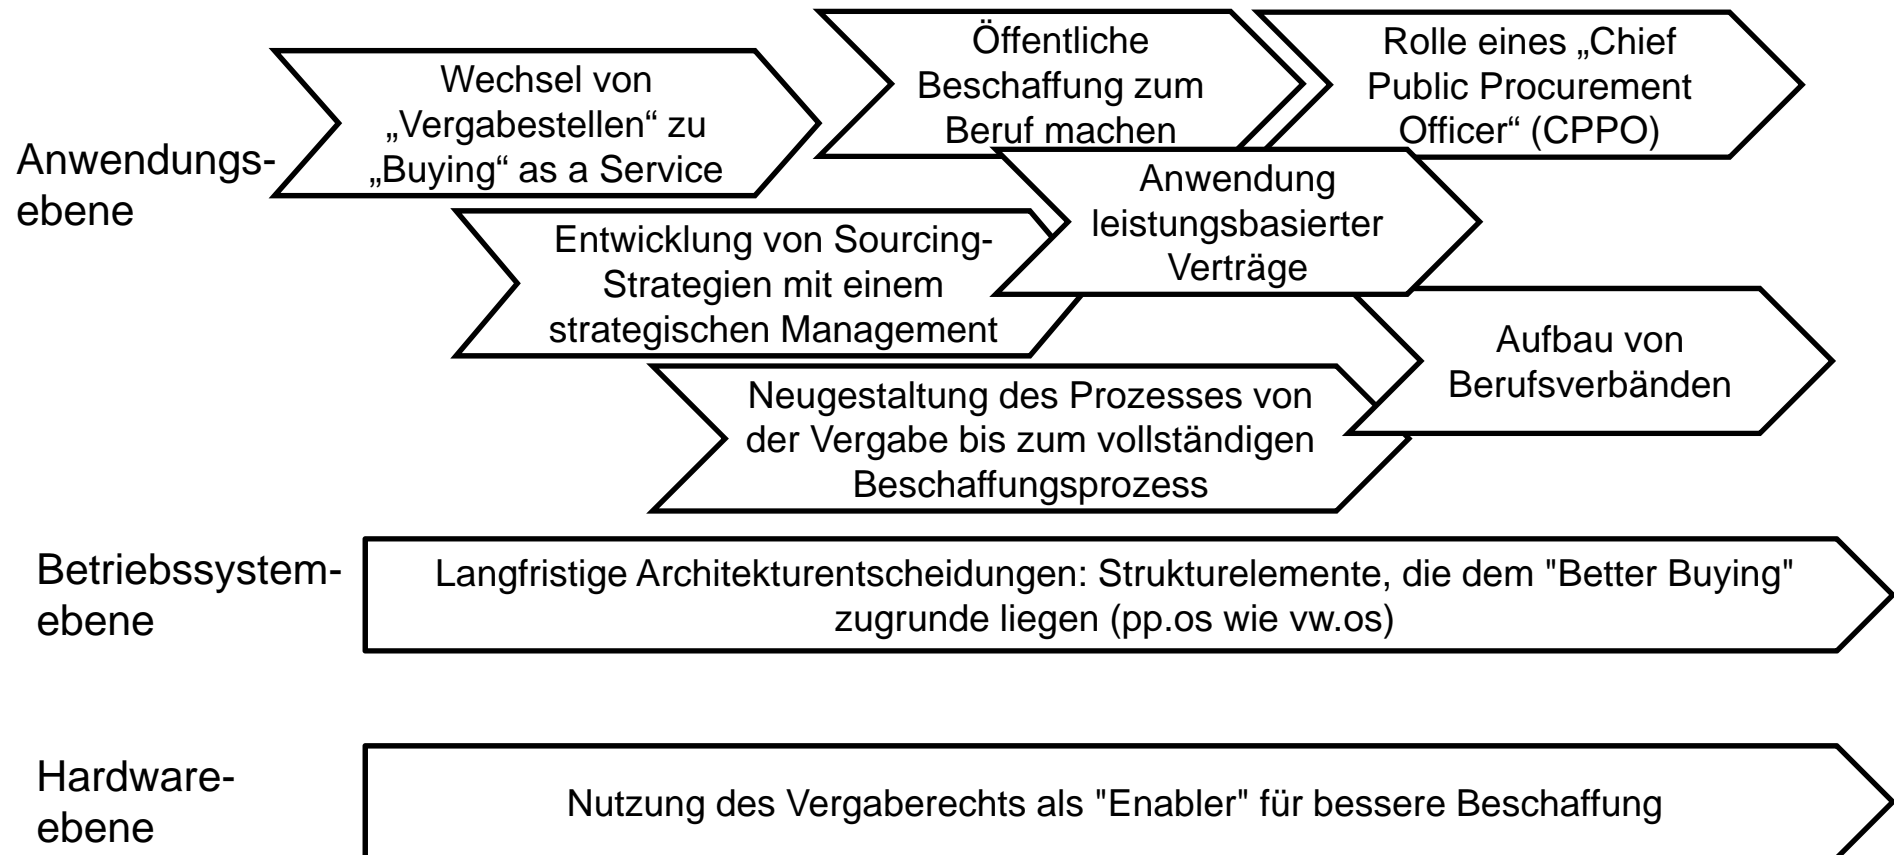 Anwendungs-
ebene
Wechsel von
„Vergabestellen“ zu
„Buying“ as a Service
Öffentliche
Beschaffung zum
Beruf machen
Rolle eines „Chief
Public Procurement
Officer“ (CPPO)
Entwicklung von Sourcing-
Strategien mit einem
strategischen Management
Anwendung
leistungsbasierter
Verträge
Neugestaltung des Prozesses von
der Vergabe bis zum vollständigen
Beschaffungsprozess
Aufbau von
Berufsverbänden
Betriebssystem-
ebene
Langfristige Architekturentscheidungen: Strukturelemente, die dem "Better Buying"
zugrunde liegen (pp.os wie vw.os)
Hardware-
ebene
Nutzung des Vergaberechts als "Enabler" für bessere Beschaffung